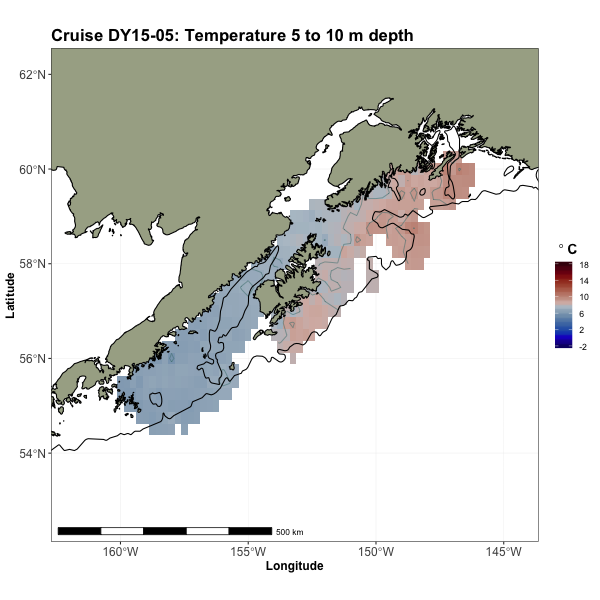 Cruise DY15-05: Temperature 5 to 10 m depth
62°N
60°N
58°N
56°N
54°N
Latitude
160°W
155°W
150°W
145°W
Longitude
500 km
° C
18
14
10
6
2
-2